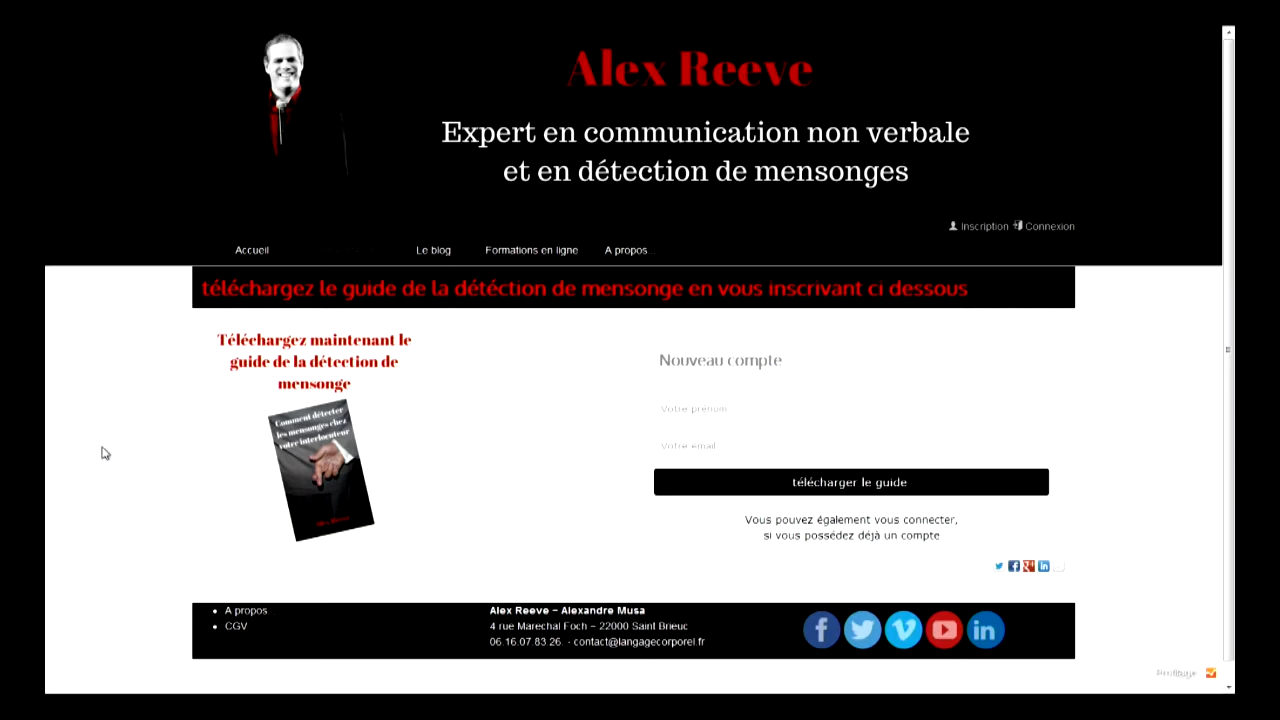 Alex Reeve
Expert en communication non verbale
et en détection de mensonges
Inscription Connexion
Accueil Le blog Formations en ligne A propos...
téléchargez le guide de la détéction de mensonge en vous inscrivant ci dessous
Téléchargez maintenant le
guide de la détection de
mensonge
Comment détecter
les mensonges chez
votre interlocuteur
Alex Reeve
Nouveau compte
Votre prénom
Votre email
télécharger le guide
Vous pouvez également vous connecter,
si vous possédez déjà un compte
A propos
CGV
Alex Reeve – Alexandre Musa
4 rue Marechal Foch – 22000 Saint Brieuc
06.16.07.83.26. - contact@langagecorporel.fr